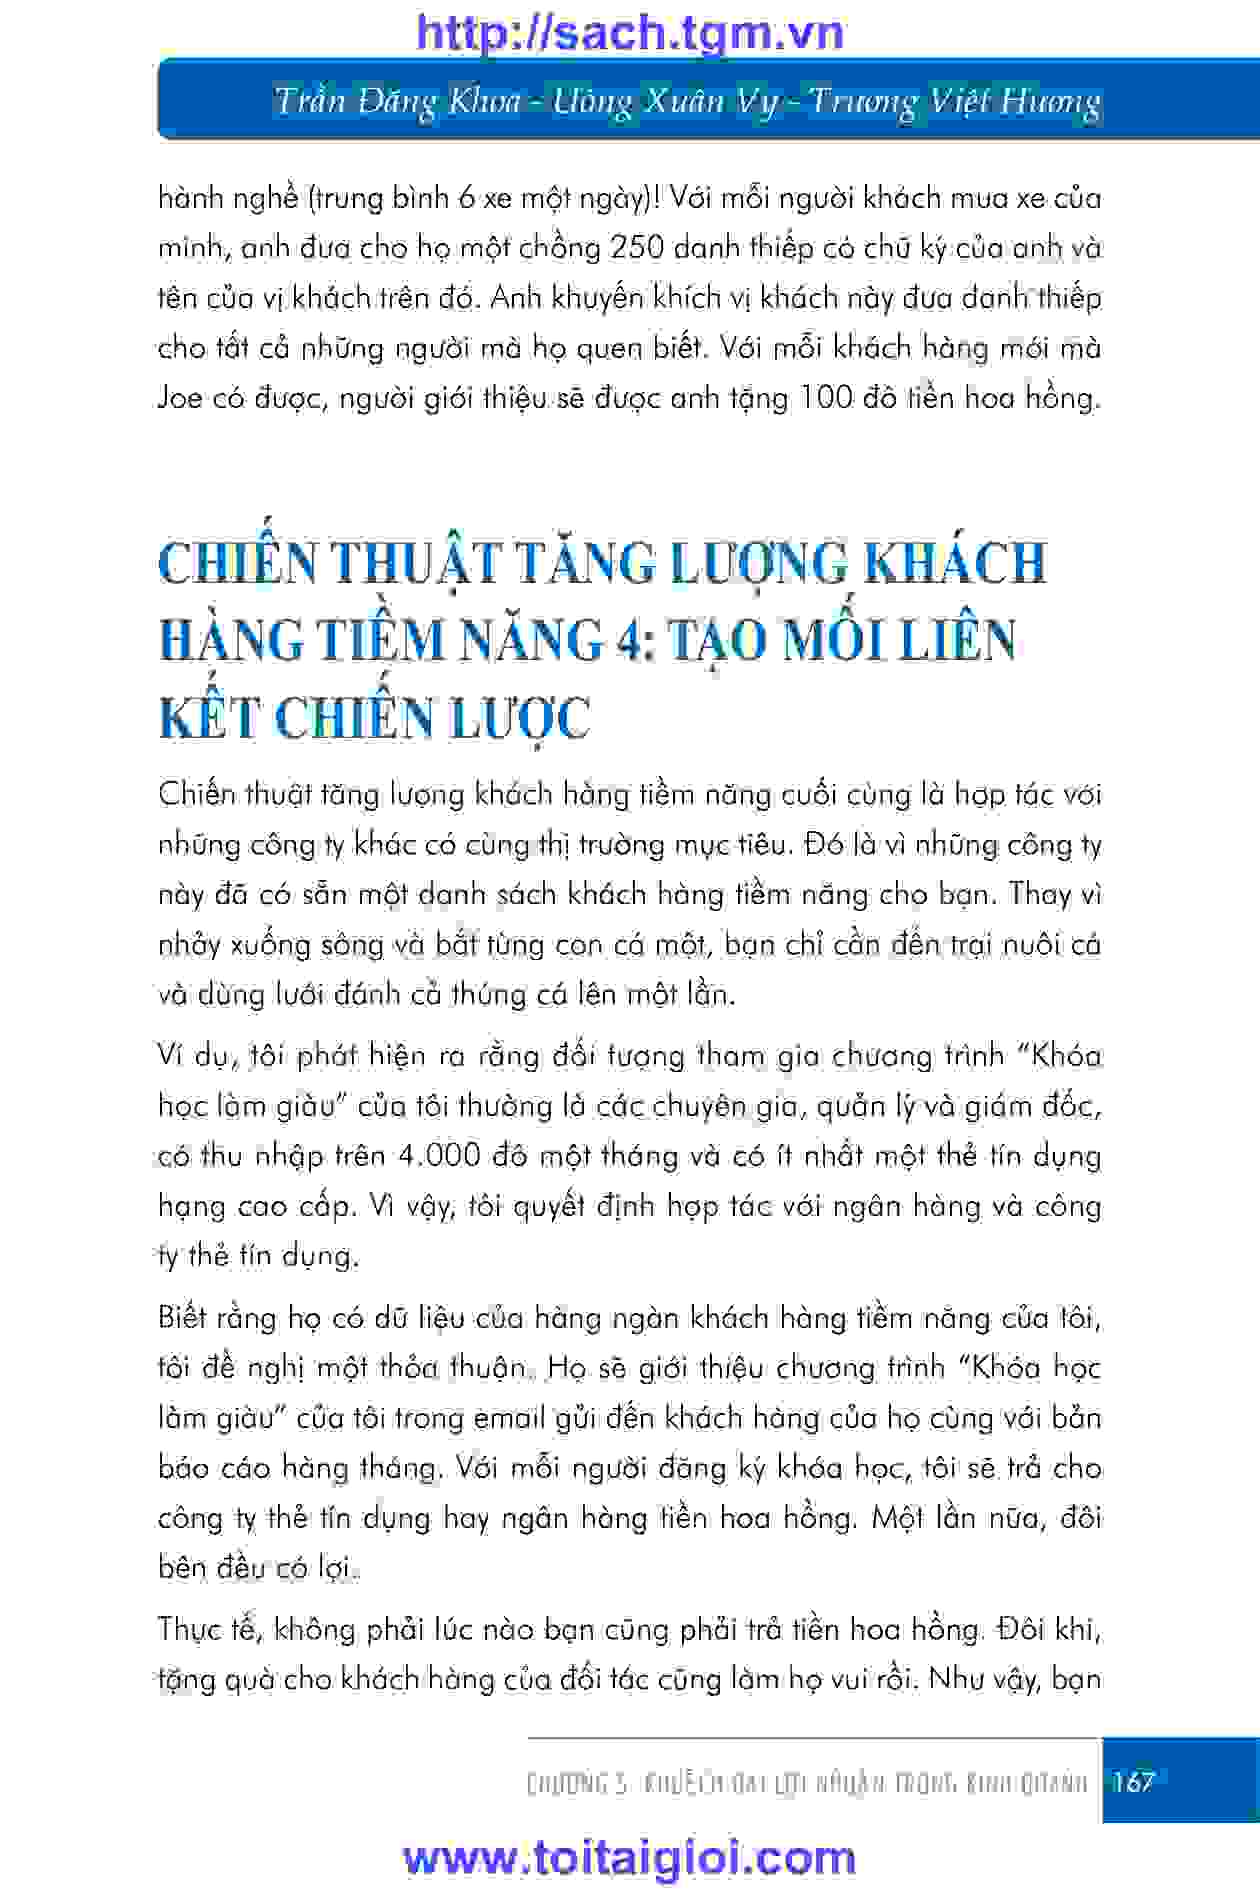 http://sach.tgm.vn
Trần Đăng Khoa - Uông Xuân Vy - Trương Việt Hương
hành nghề (trung bình 6 xe một ngày)! Với mỗi người khách mua xe của
mình, anh đưa cho họ một chồng 250 danh thiếp có chữ ký của anh và
tên của vị khách trên đó. Anh khuyến khích vị khách này đưa danh thiếp
cho tất cả những người mà họ quen biết. Với mỗi khách hàng mới mà
Joe có được, người giới thiệu sẽ được anh tặng 100 đô tiền hoa hồng.
CHIẾN THUẬT TĂNG LƯỢNG KHÁCH
HÀNG TIỀM NĂNG 4: TẠO MỐI LIÊN
KẾT CHIẾN LƯỢC
Chiến thuật tăng lượng khách hàng tiềm năng cuối cùng là hợp tác với
những công ty khác có cùng thị trường mục tiêu. Đó là vì những công ty
này đã có sẵn một danh sách khách hàng tiềm năng cho bạn. Thay vì
nhảy xuống sông và bắt từng con cá một, bạn chỉ cần đến trại nuôi cá
và dùng lưới đánh cả thúng cá lên một lần.
Ví dụ, tôi phát hiện ra rằng đối tượng tham gia chương trình “Khóa
học làm giàu” của tôi thường là các chuyên gia, quản lý và giám đốc,
có thu nhập trên 4.000 đô một tháng và có ít nhất một thẻ tín dụng
hạng cao cấp. Vì vậy, tôi quyết định hợp tác với ngân hàng và công
ty thẻ tín dụng.
Biết rằng họ có dữ liệu của hàng ngàn khách hàng tiềm năng của tôi,
tôi đề nghị một thỏa thuận. Họ sẽ giới thiệu chương trình “Khóa học
làm giàu” của tôi trong email gửi đến khách hàng của họ cùng với bản
báo cáo hàng tháng. Với mỗi người đăng ký khóa học, tôi sẽ trả cho
công ty thẻ tín dụng hay ngân hàng tiền hoa hồng. Một lần nữa, đôi
bên đều có lợi.
Thực tế, không phải lúc nào bạn cũng phải trả tiền hoa hồng. Đôi khi,
tặng quà cho khách hàng của đối tác cũng làm họ vui rồi. Như vậy, bạn
CHƯƠNG 5: KHUẾCH ĐẠI LỢI NHUẬN TRONG KINH DOANH 167
www.toitaigioi.com